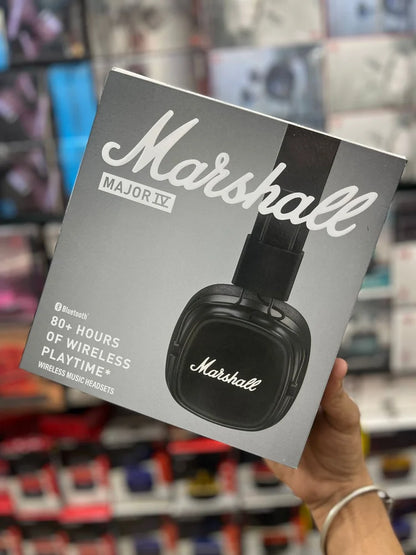 Marshall
MAJOR IV
Bluetooth
80+ HOURS
OF WIRELESS
PLAYTIME*
WIRELESS MUSIC HEADSETS
Marshall